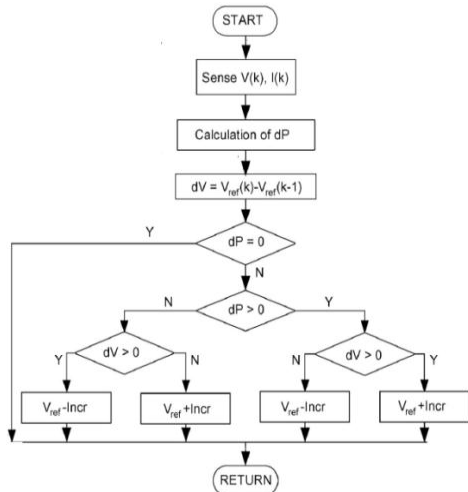 START
Sense V(k), I(k)
Calculation of dP
dV = Vref(k)-Vref(k-1)
Y
dP = 0
N
N
dP > 0
Y
Y
dV > 0
N
N
dV > 0
Y
Vref-Incr
Vref+Incr
Vref-Incr
Vref+Incr
RETURN